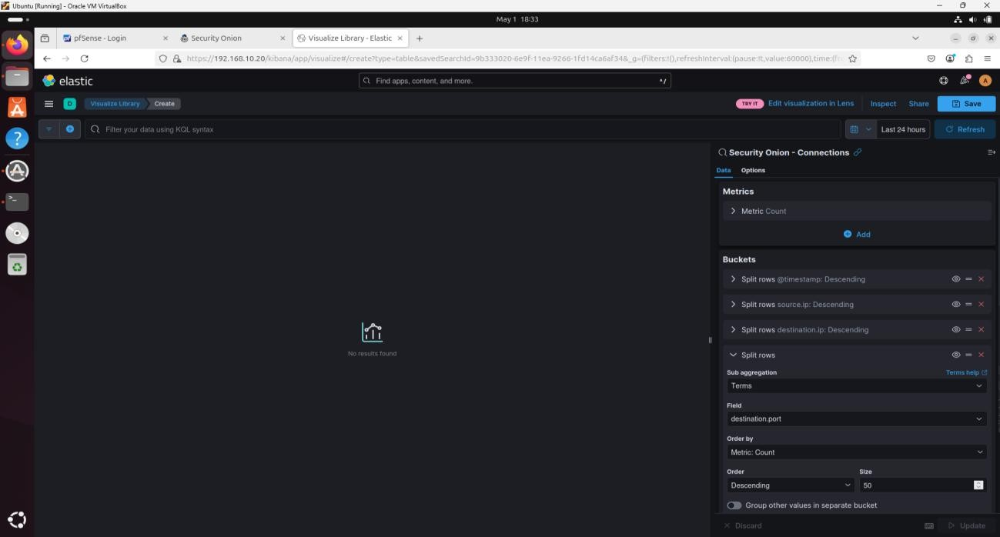 Ubuntu [Running] - Oracle VM VirtualBox
May 1 18:33
pfSense - Login
Security Onion
Visualize Library - Elastic
https://192.168.10.20/kibana/app/visualize#/create?type=table&savedSearchId=9b333020-6e9f-11ea-9266-1fd14ca6af34&_g=(filters:!(),refreshInterval:(pause:!t,value:60000),time:(fr
elastic
Find apps, content, and more.
^/
A
D
Visualize Library
Create
TRY IT
Edit visualization in Lens
Inspect
Share
Save
Filter your data using KQL syntax
Last 24 hours
Refresh
Security Onion - Connections
Data
Options
Metrics
Metric Count
Add
Buckets
Split rows @timestamp: Descending
Split rows source.ip: Descending
Split rows destination.ip: Descending
Split rows
Sub aggregation
Terms help
Terms
Field
destination.port
Order by
Metric: Count
Order
Size
Descending
50
Group other values in separate bucket
No results found
Discard
Update